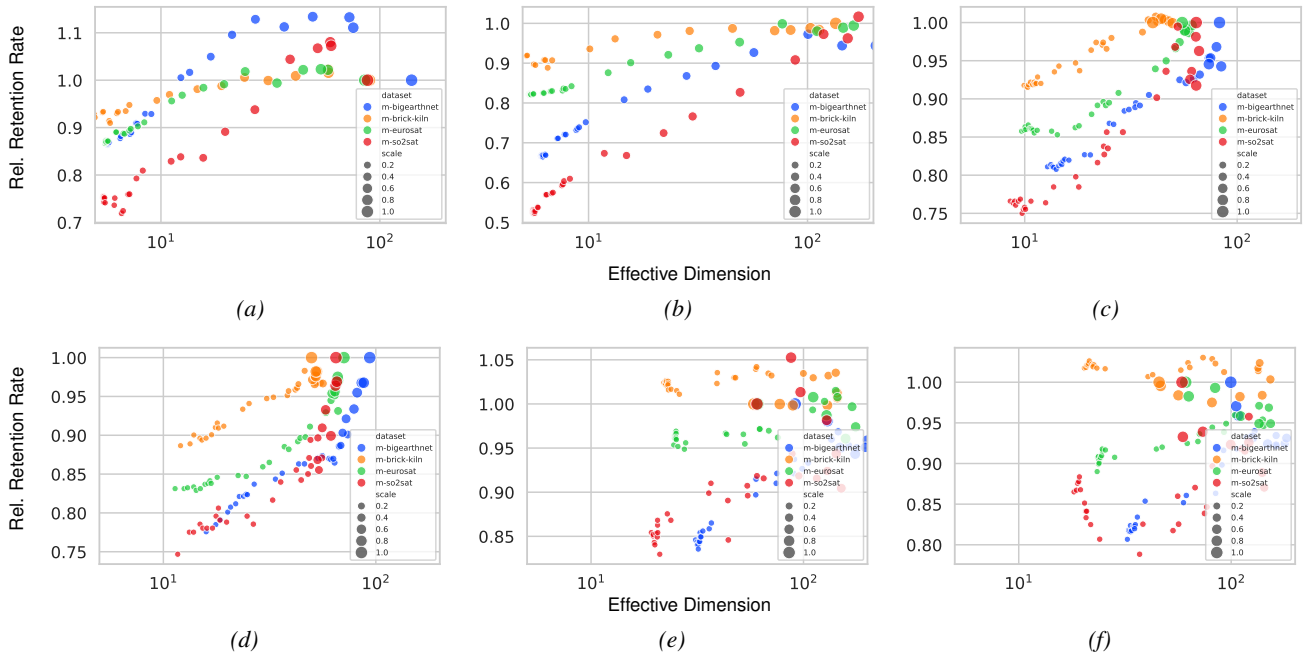 Rel. Retention Rate
1.1
1.0
0.9
0.8
0.7
10^1
10^2
dataset
m-bigearthnet
m-brick-kiln
m-eurosat
m-so2sat
scale
0.2
0.4
0.6
0.8
1.0
(a)
1.0
0.9
0.8
0.7
0.6
0.5
10^1
10^2
dataset
m-bigearthnet
m-brick-kiln
m-eurosat
m-so2sat
scale
0.2
0.4
0.6
0.8
1.0
Effective Dimension
(b)
1.00
0.95
0.90
0.85
0.80
0.75
10^1
10^2
dataset
m-bigearthnet
m-brick-kiln
m-eurosat
m-so2sat
scale
0.2
0.4
0.6
0.8
1.0
(c)
Rel. Retention Rate
1.00
0.95
0.90
0.85
0.80
0.75
10^1
10^2
dataset
m-bigearthnet
m-brick-kiln
m-eurosat
m-so2sat
scale
0.2
0.4
0.6
0.8
1.0
(d)
1.05
1.00
0.95
0.90
0.85
10^1
10^2
dataset
m-bigearthnet
m-brick-kiln
m-eurosat
m-so2sat
scale
0.2
0.4
0.6
0.8
1.0
Effective Dimension
(e)
1.00
0.95
0.90
0.85
0.80
10^1
10^2
dataset
m-bigearthnet
m-brick-kiln
m-eurosat
m-so2sat
scale
0.2
0.4
0.6
0.8
1.0
(f)